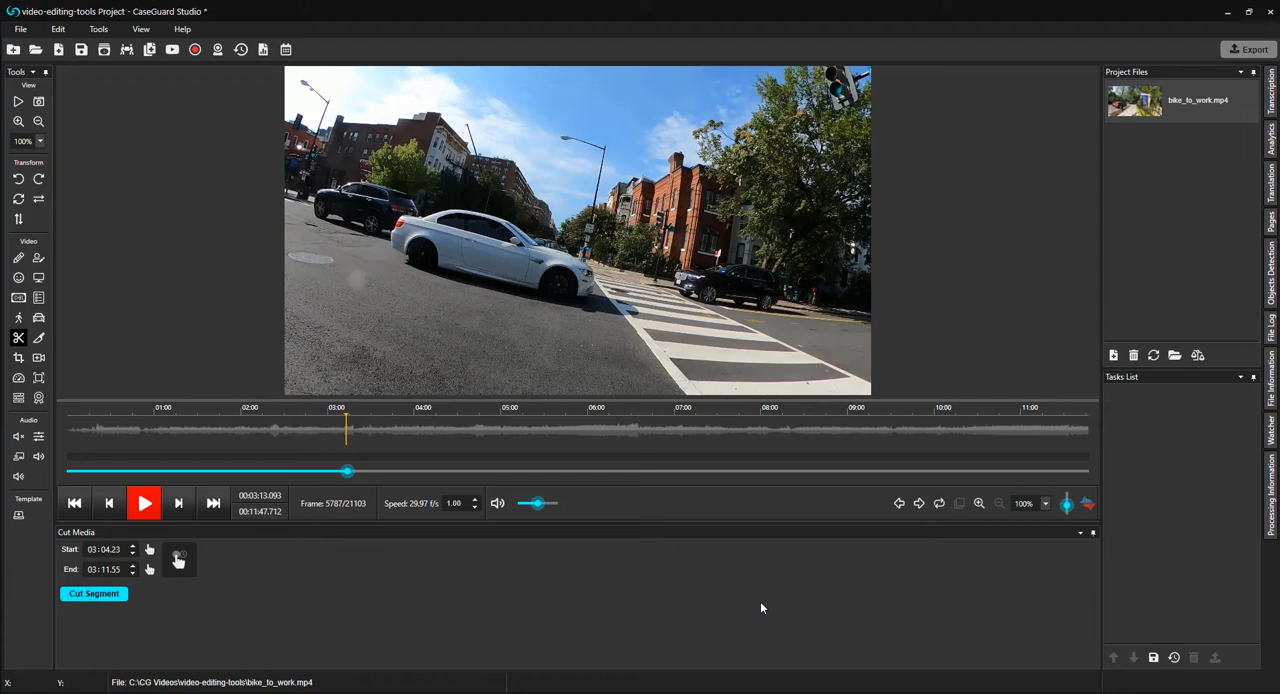 video-editing-tools Project - CaseGuard Studio *
File Edit Tools View Help
Export
Tools
View
100%
Transform
Video
Audio
Template
01:00 02:00 03:00 04:00 05:00 06:00 07:00 08:00 09:00 10:00 11:00
00:03:13.093
00:11:47.712
Frame: 5787/21103
Speed: 29.97 f/s 1.00
100%
Cut Media
Start: 03:04.23
End: 03:11.55
Cut Segment
Project Files
bike_to_work.mp4
Tasks List
Transcription
Analytics
Translation
Pages
Objects Detection
File Log
File Information
Watcher
Processing Information
X: Y: File: C:\CG Videos\video-editing-tools\bike_to_work.mp4